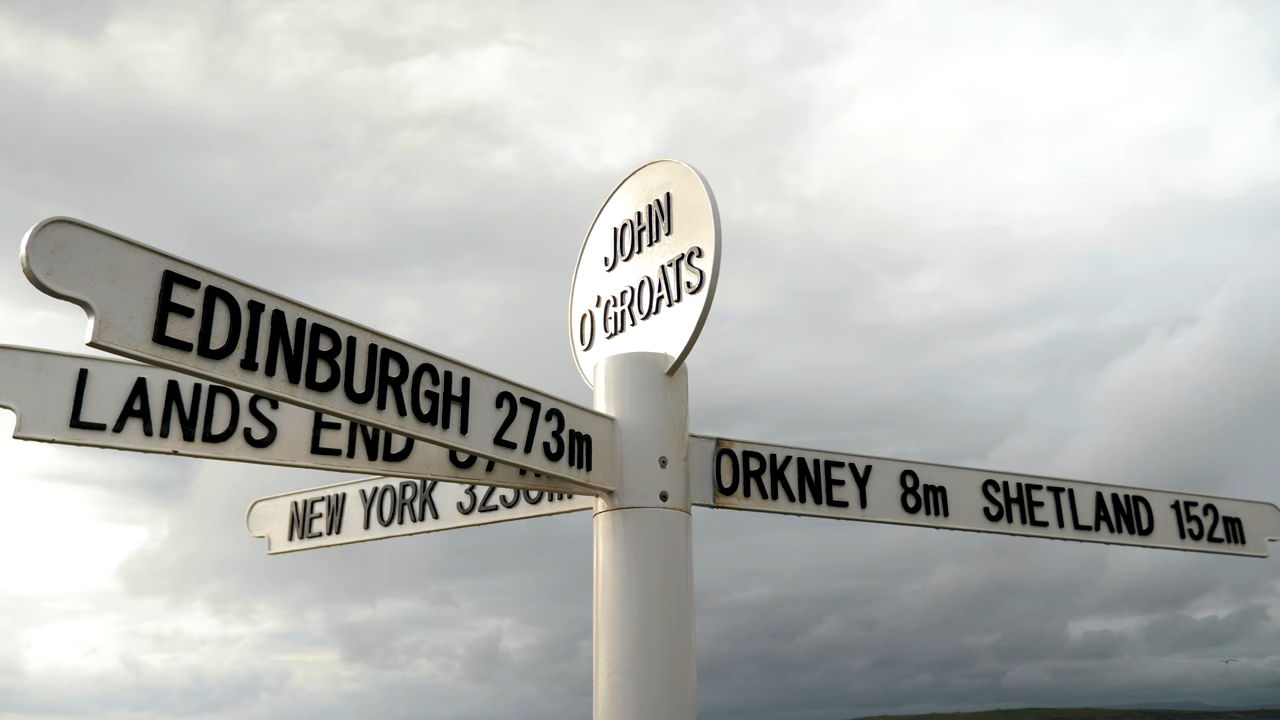 JOHN
O'GROATS
EDINBURGH 273m
LANDS END
NEW YORK
ORKNEY 8m SHETLAND 152m